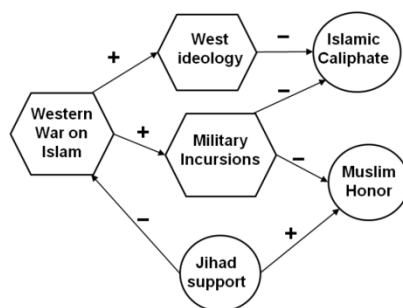 West
ideology
Islamic
Caliphate
Western
War on
Islam
Military
Incursions
Muslim
Honor
Jihad
support
+
−
−
+
−
−
+